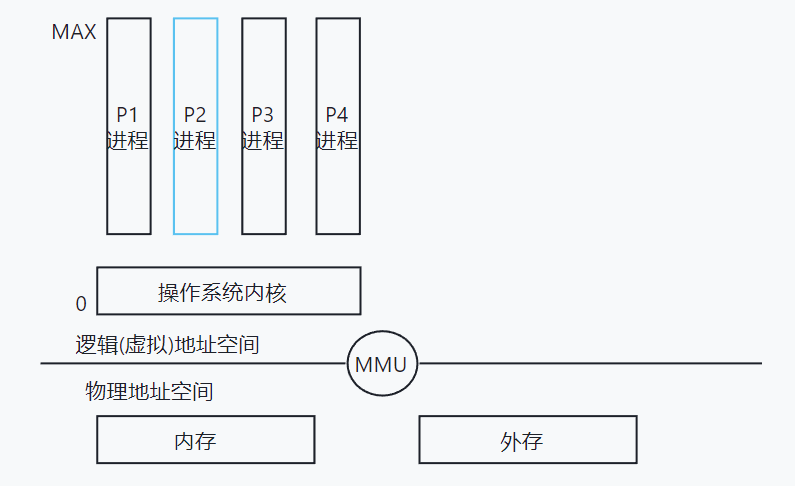 MAX
P1
进程
P2
进程
P3
进程
P4
进程
0
操作系统内核
逻辑(虚拟)地址空间
MMU
物理地址空间
内存
外存